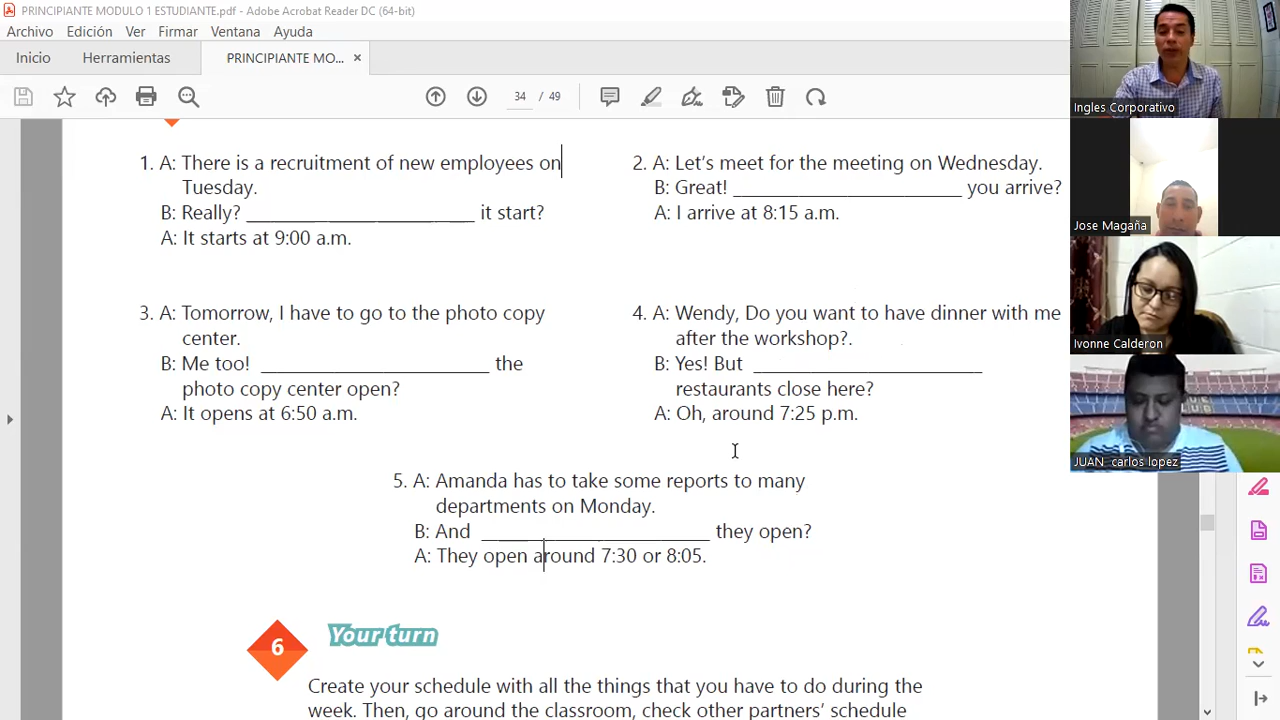 PRINCIPIANTE MODULO 1 ESTUDIANTE.pdf - Adobe Acrobat Reader DC (64-bit)
Archivo Edición Ver Firmar Ventana Ayuda
Inicio Herramientas PRINCIPIANTE MO... ×
34 / 49
1. A: There is a recruitment of new employees on
Tuesday.
B: Really? ______________________ it start?
A: It starts at 9:00 a.m.
2. A: Let's meet for the meeting on Wednesday.
B: Great! ______________________ you arrive?
A: I arrive at 8:15 a.m.
3. A: Tomorrow, I have to go to the photo copy
center.
B: Me too! ______________________ the
photo copy center open?
A: It opens at 6:50 a.m.
4. A: Wendy, Do you want to have dinner with me
after the workshop?.
B: Yes! But ______________________
restaurants close here?
A: Oh, around 7:25 p.m.
5. A: Amanda has to take some reports to many
departments on Monday.
B: And ______________________ they open?
A: They open around 7:30 or 8:05.
6 Your turn
Create your schedule with all the things that you have to do during the
week. Then, go around the classroom, check other partners' schedule
Ingles Corporativo
Jose Magaña
Ivonne Calderon
JUAN carlos lopez